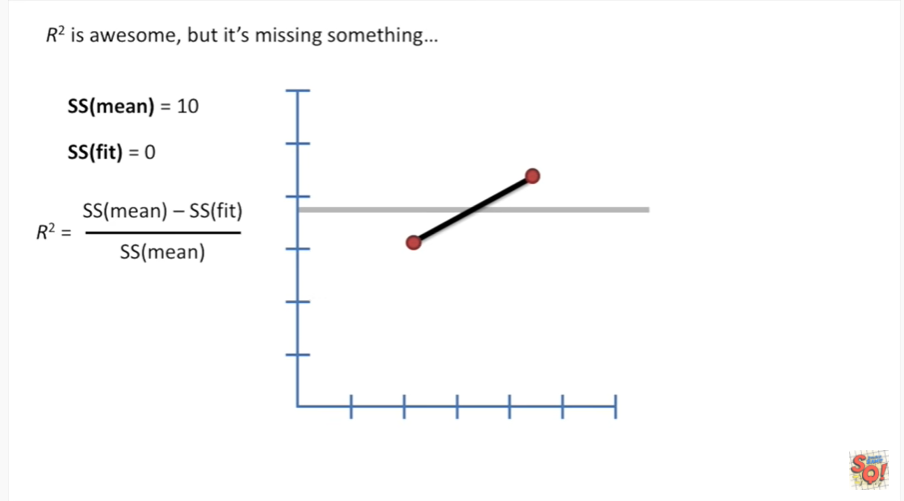 R² is awesome, but it’s missing something...
SS(mean) = 10
SS(fit) = 0
R² = SS(mean) – SS(fit)
SS(mean)
SQ!